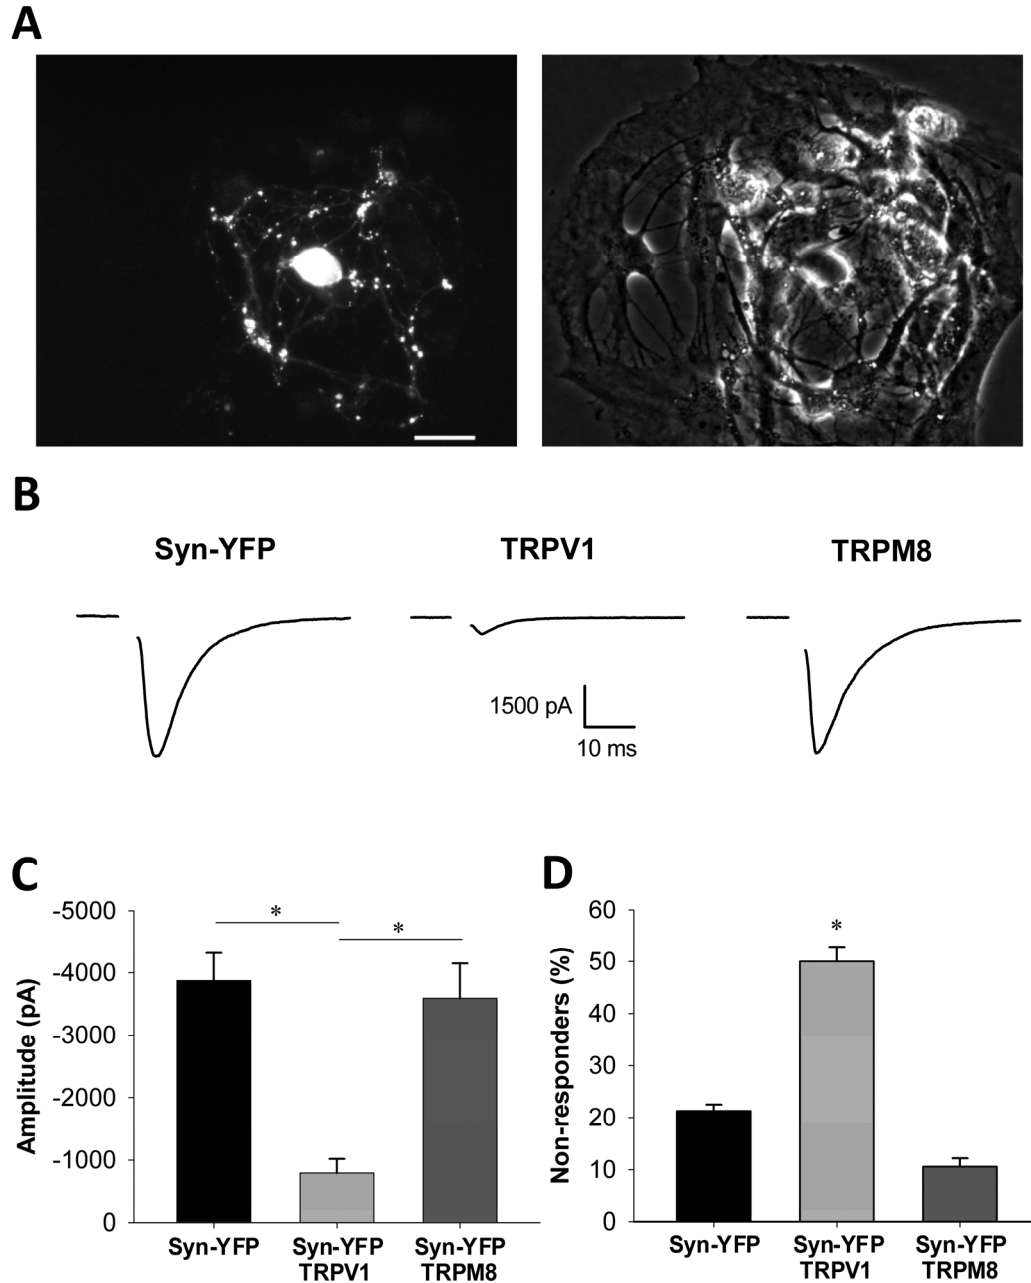 A
B
Syn-YFP
TRPV1
TRPM8
1500 pA
10 ms
C
Amplitude (pA)
-5000
-4000
-3000
-2000
-1000
0
*
*
Syn-YFP
Syn-YFP
TRPV1
Syn-YFP
TRPM8
D
Non-responders (%)
60
50
40
30
20
10
0
*
Syn-YFP
Syn-YFP
TRPV1
Syn-YFP
TRPM8